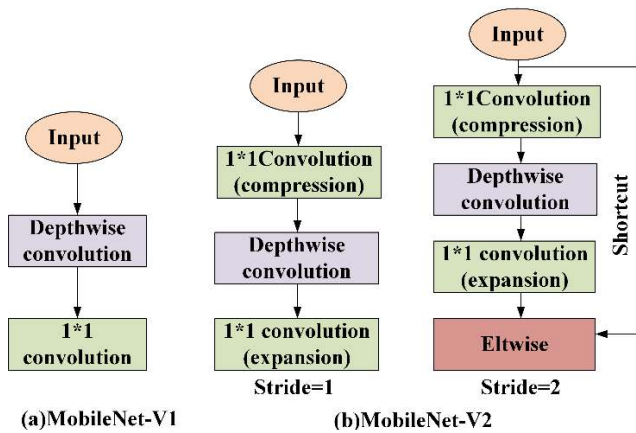 Input
Depthwise
convolution
1*1
convolution
(a)MobileNet-V1
Input
1*1Convolution
(compression)
Depthwise
convolution
1*1 convolution
(expansion)
Stride=1
Input
1*1Convolution
(compression)
Depthwise
convolution
1*1 convolution
(expansion)
Eltwise
Shortcut
Stride=2
(b)MobileNet-V2